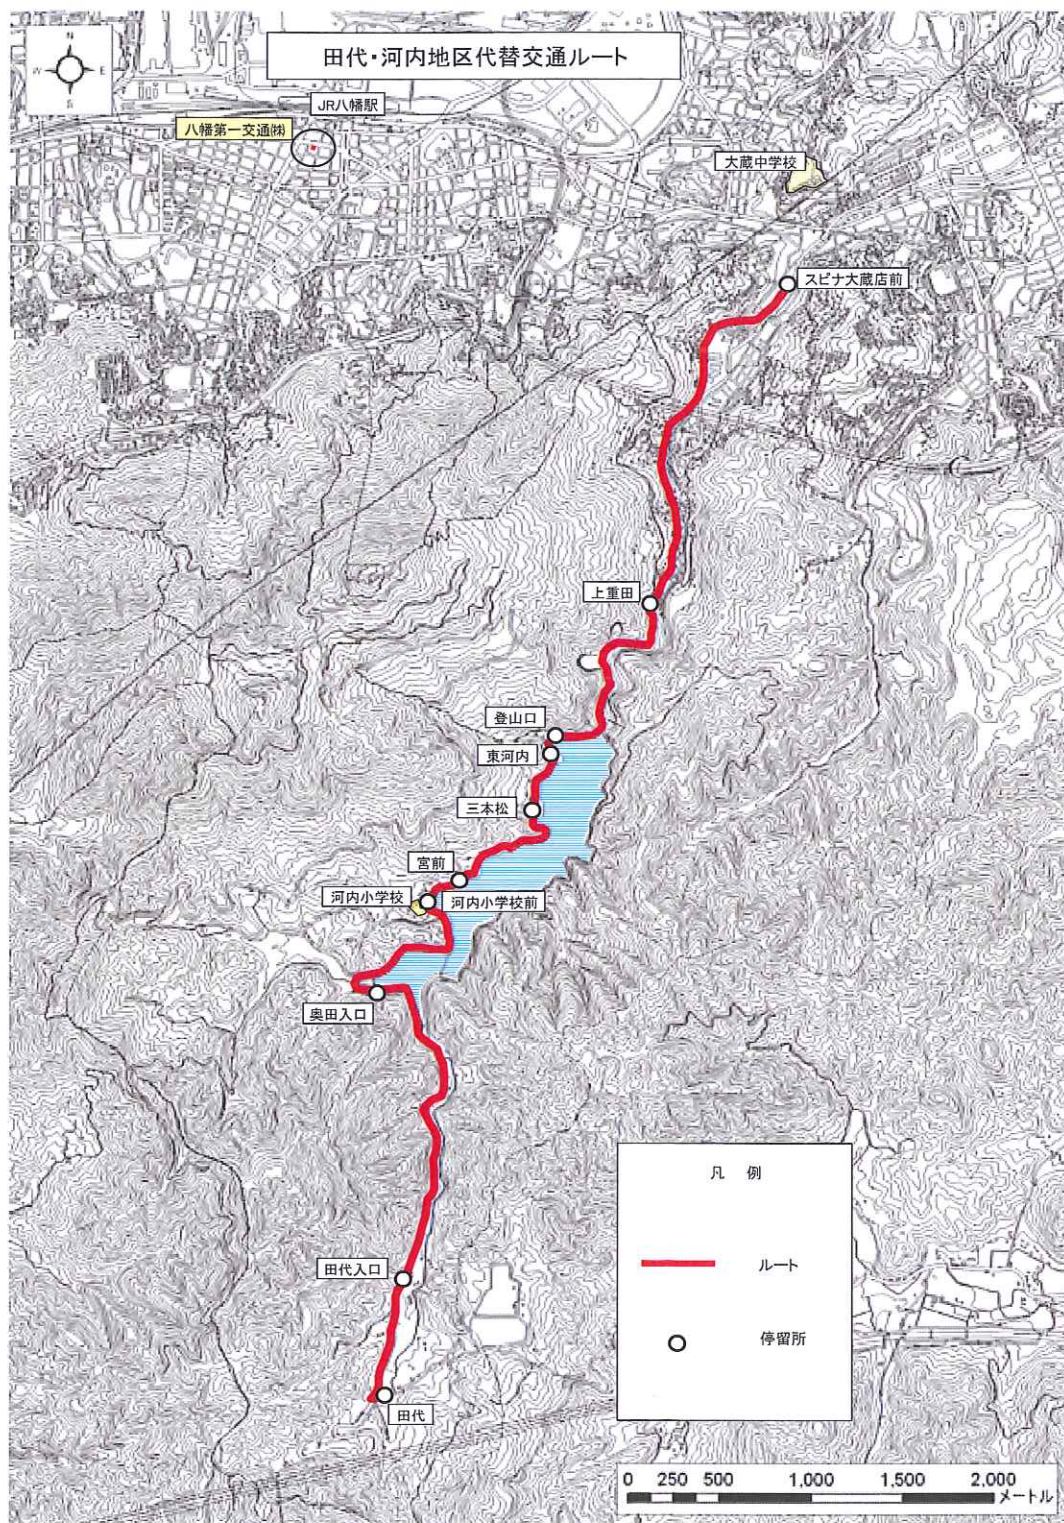 田代・河内地区代替交通ルート
N
W
E
S
JR八幡駅
八幡第一交通㈱
大蔵中学校
スピナ大蔵店前
上重田
登山口
東河内
三本松
宮前
河内小学校
河内小学校前
奥田入口
田代入口
田代
凡 例
ルート
停留所
0 250 500 1,000 1,500 2,000
メートル